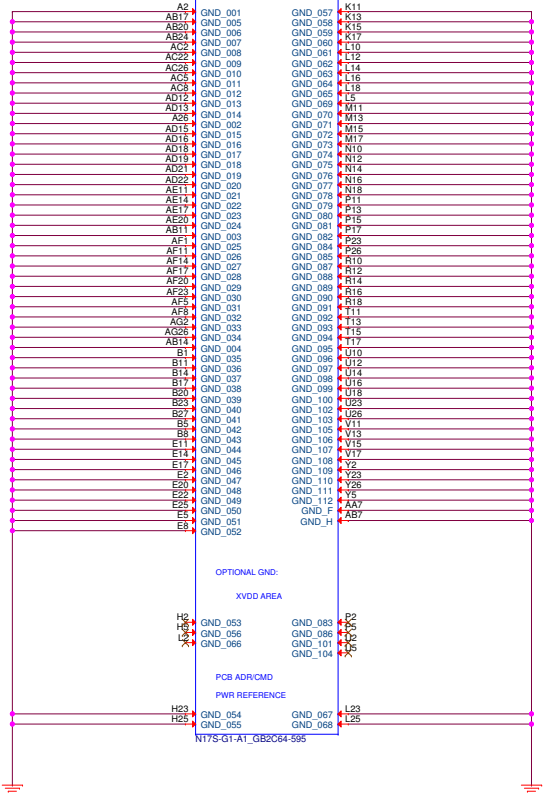 A2 GND_001 GND_057 K11
AB17 GND_005 GND_058 K13
AB20 GND_006 GND_059 K15
AB24 GND_007 GND_060 K17
AC2 GND_008 GND_061 L10
AC22 GND_009 GND_062 L12
AC26 GND_010 GND_063 L14
AC5 GND_011 GND_064 L16
AC8 GND_012 GND_065 L18
AD12 GND_013 GND_069 L5
AD13 GND_014 GND_070 M11
A26 GND_002 GND_071 M13
AD15 GND_015 GND_072 M15
AD16 GND_016 GND_073 M17
AD18 GND_017 GND_074 N10
AD19 GND_018 GND_075 N12
AD21 GND_019 GND_076 N14
AD22 GND_020 GND_077 N16
AE11 GND_021 GND_078 N18
AE14 GND_022 GND_079 P11
AE17 GND_023 GND_080 P13
AE20 GND_024 GND_081 P15
AB11 GND_003 GND_082 P17
AF1 GND_025 GND_084 P23
AF11 GND_026 GND_085 P26
AF14 GND_027 GND_087 R10
AF17 GND_028 GND_088 R12
AF20 GND_029 GND_089 R14
AF23 GND_030 GND_090 R16
AF5 GND_031 GND_091 R18
AF8 GND_032 GND_092 T11
AG2 GND_033 GND_093 T13
AG26 GND_034 GND_094 T15
AB14 GND_004 GND_095 T17
B1 GND_035 GND_096 U10
B11 GND_036 GND_097 U12
B14 GND_037 GND_098 U14
B17 GND_038 GND_099 U16
B20 GND_039 GND_100 U18
B23 GND_040 GND_102 U23
B27 GND_041 GND_103 U26
B5 GND_042 GND_105 V11
B8 GND_043 GND_106 V13
E11 GND_044 GND_107 V15
E14 GND_045 GND_108 V17
E17 GND_046 GND_109 Y2
E2 GND_047 GND_110 Y23
E20 GND_048 GND_111 Y26
E22 GND_049 GND_112 Y5
E25 GND_050 GND_F AA7
E5 GND_051 GND_H AB7
E8 GND_052
OPTIONAL GND:
XVDD AREA
H2 GND_053 GND_083 P2
GND_056 GND_086
GND_066 GND_101
GND_104
PCB ADR/CMD
PWR REFERENCE
H23 GND_054 GND_067 L23
H25 GND_055 GND_068 L25
N17S-G1-A1_GB2C64-595